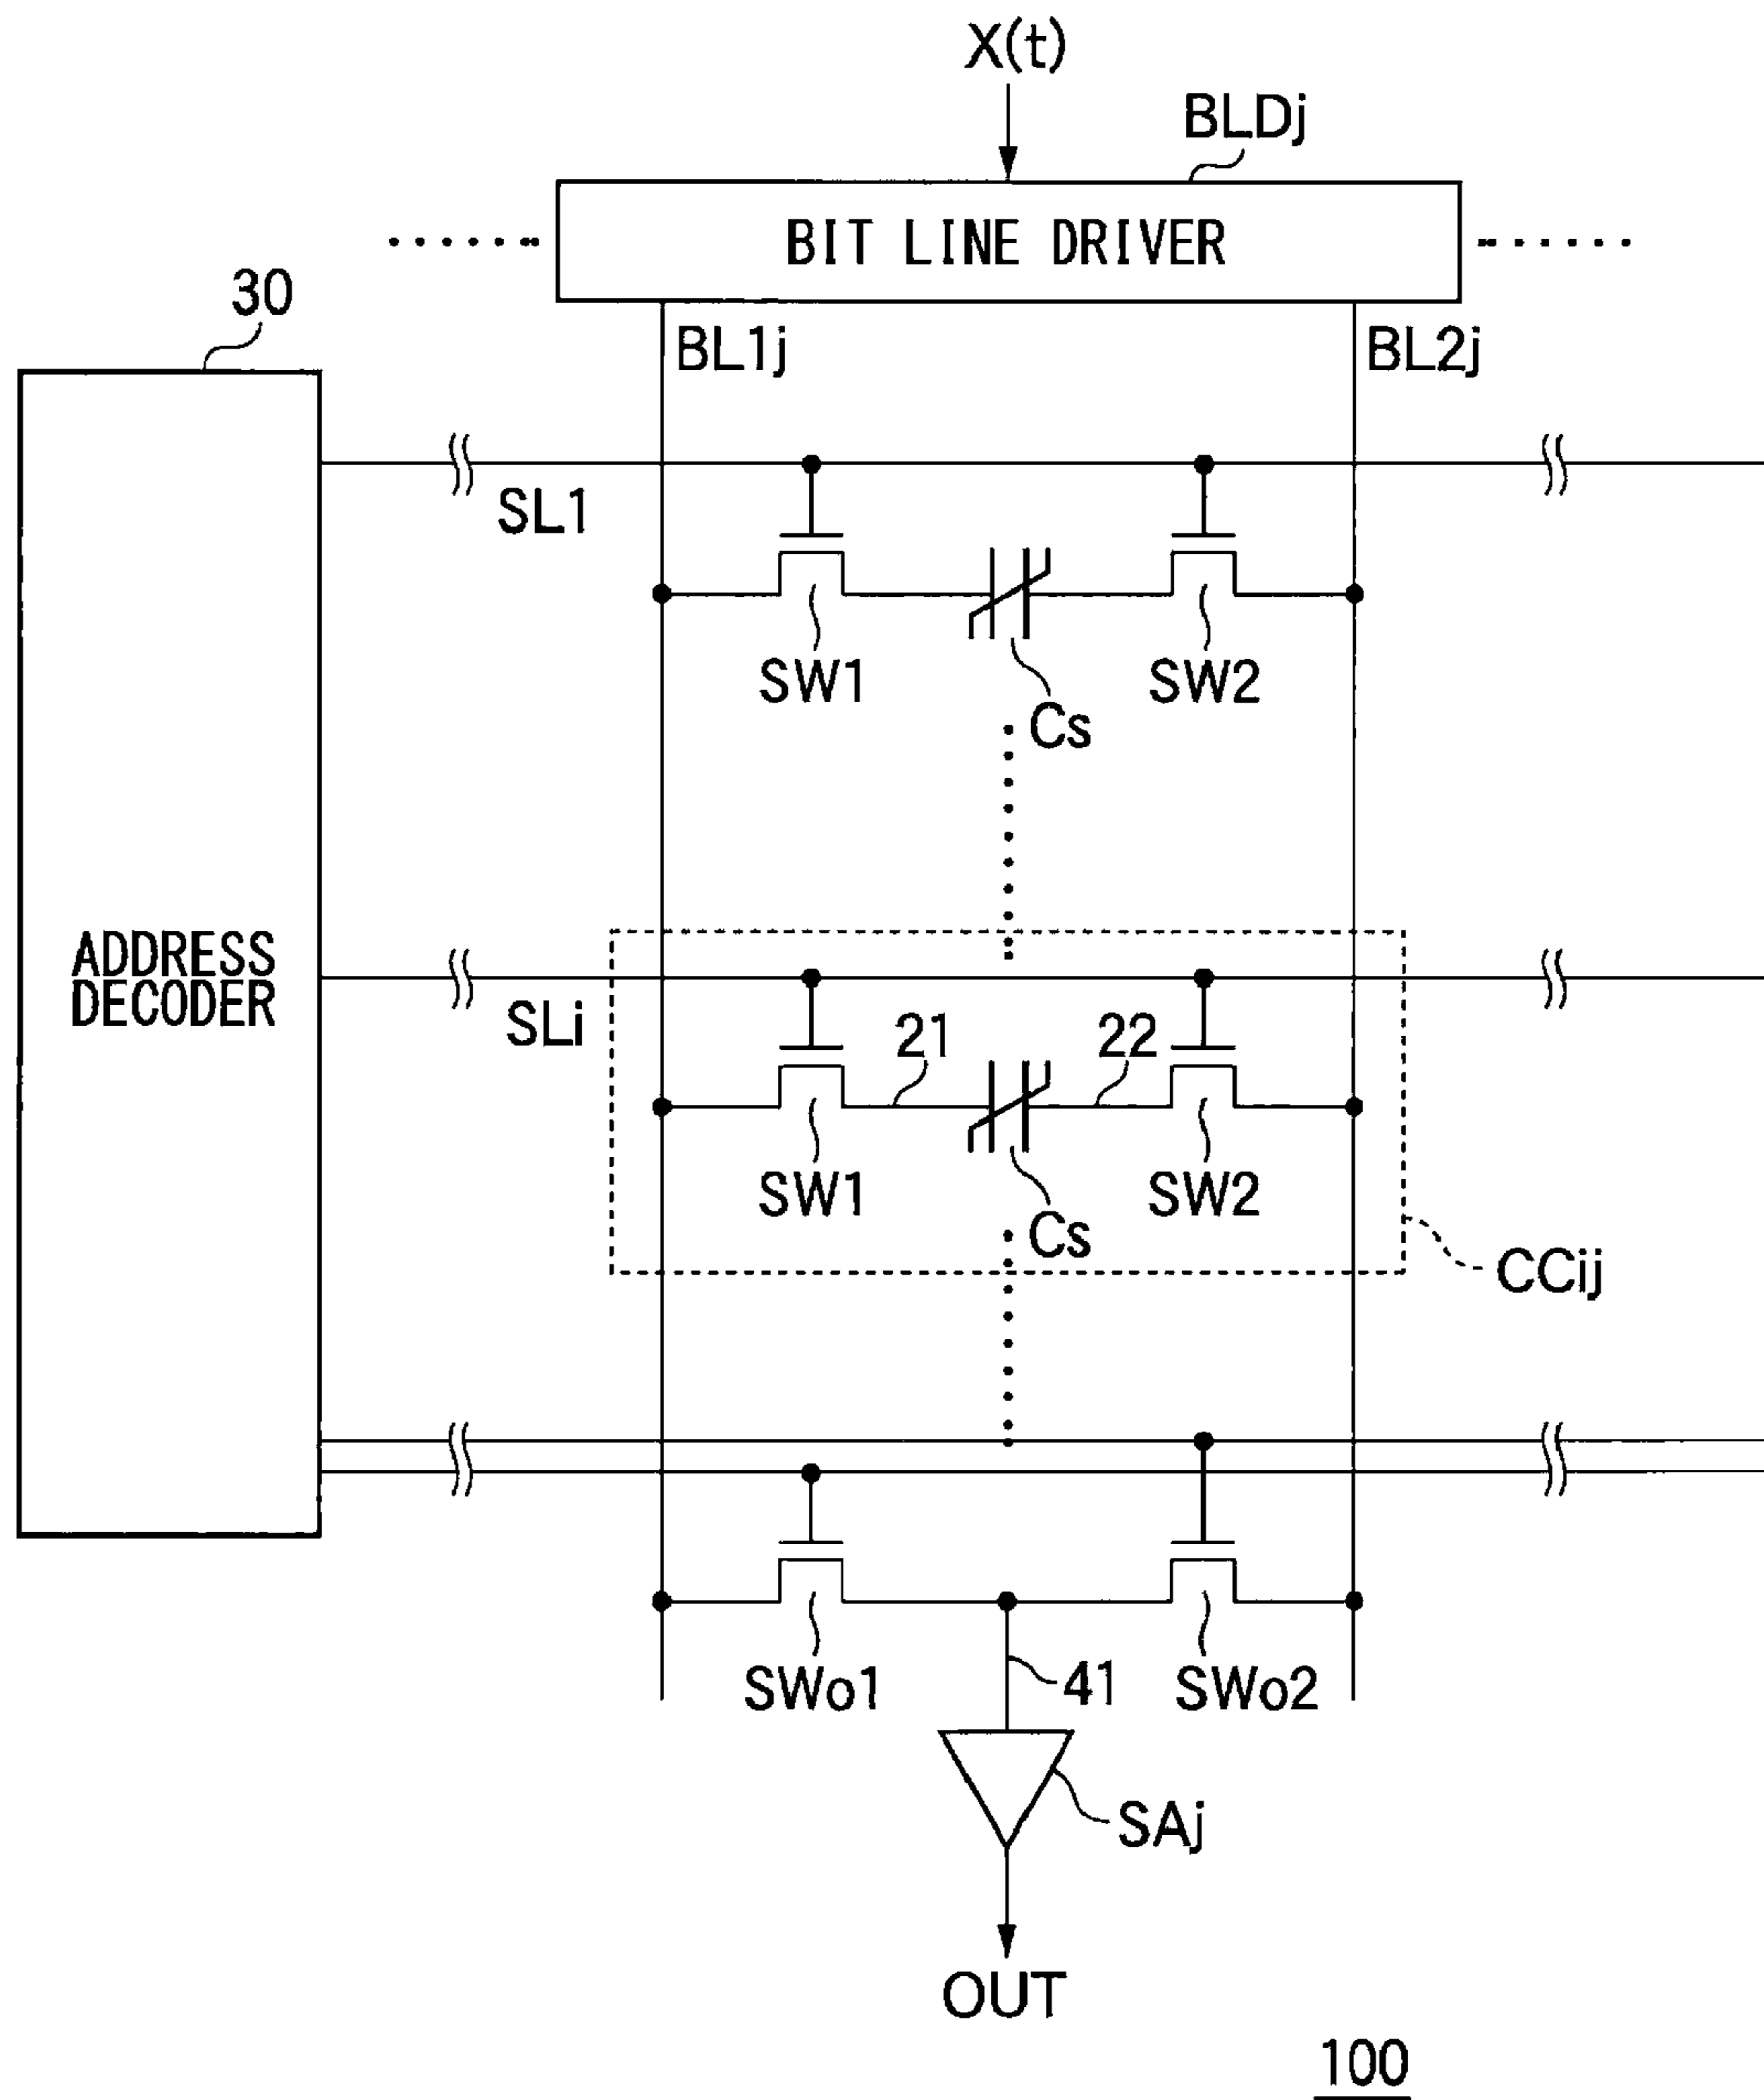 X(t)
BLDj
BIT LINE DRIVER
30
BL1j
BL2j
SL1
SW1
SW2
Cs
ADDRESS
DECODER
SLi
21
22
SW1
SW2
Cs
CCij
SWo1
41
SWo2
SAj
OUT
100